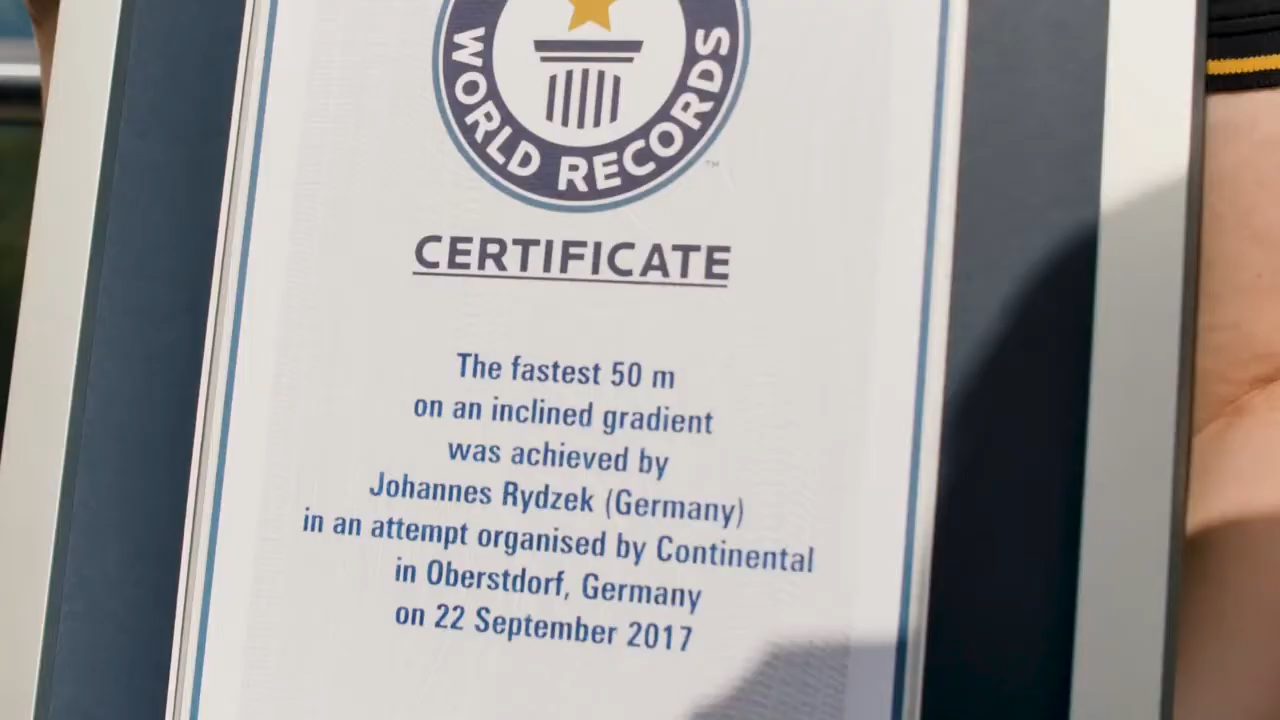 WORLD RECORDS
™
CERTIFICATE
The fastest 50 m
on an inclined gradient
was achieved by
Johannes Rydzek (Germany)
in an attempt organised by Continental
in Oberstdorf, Germany
on 22 September 2017